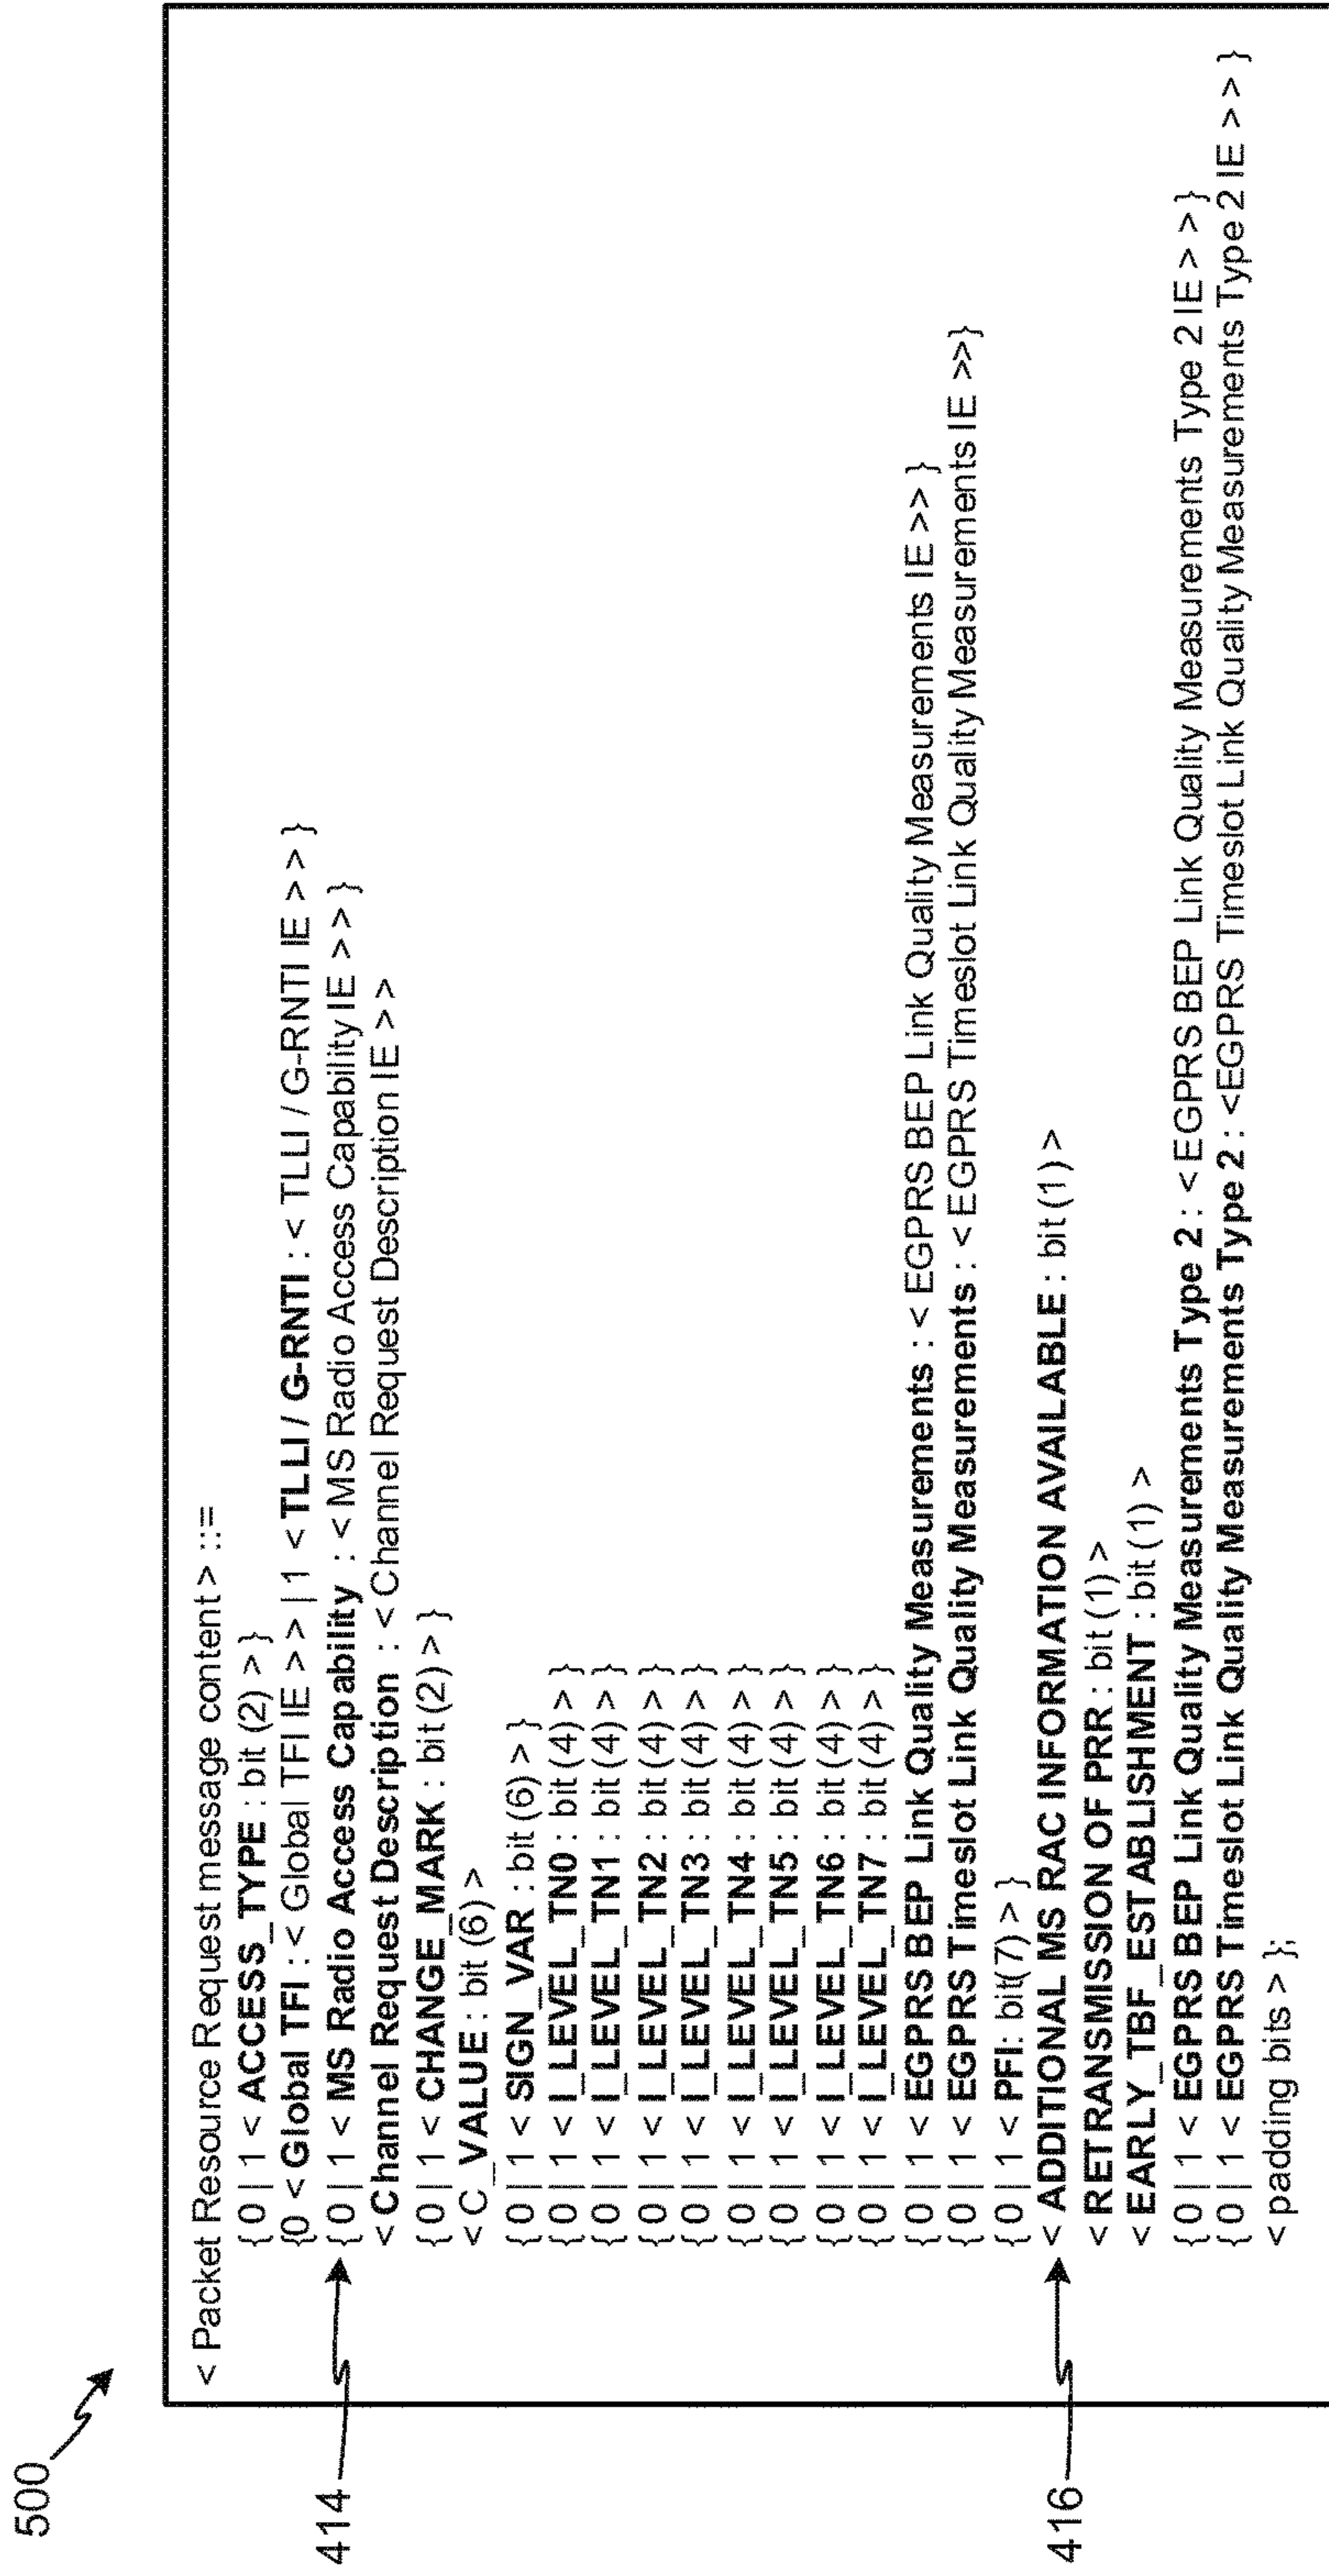 500
< Packet Resource Request message content > ::=
{ 0 | 1 < ACCESS_TYPE : bit (2) > }
{0 < Global TFI : < Global TFI IE > > | 1 < TLLI / G-RNTI : < TLLI / G-RNTI IE > > }
414
{ 0 | 1 < MS Radio Access Capability : < MS Radio Access Capability IE > > }
< Channel Request Description : < Channel Request Description IE > >
{ 0 | 1 < CHANGE_MARK : bit (2) > }
< C_VALUE : bit (6) >
{ 0 | 1 < SIGN_VAR : bit (6) > }
{ 0 | 1 < I_LEVEL_TN0 : bit (4) > }
{ 0 | 1 < I_LEVEL_TN1 : bit (4) > }
{ 0 | 1 < I_LEVEL_TN2 : bit (4) > }
{ 0 | 1 < I_LEVEL_TN3 : bit (4) > }
{ 0 | 1 < I_LEVEL_TN4 : bit (4) > }
{ 0 | 1 < I_LEVEL_TN5 : bit (4) > }
{ 0 | 1 < I_LEVEL_TN6 : bit (4) > }
{ 0 | 1 < I_LEVEL_TN7 : bit (4) > }
{ 0 | 1 < EGPRS BEP Link Quality Measurements : < EGPRS BEP Link Quality Measurements IE >> }
{ 0 | 1 < EGPRS Timeslot Link Quality Measurements : < EGPRS Timeslot Link Quality Measurements IE >>}
{ 0 | 1 < PFI: bit(7) > }
416
< ADDITIONAL MS RAC INFORMATION AVAILABLE : bit (1) >
< RETRANSMISSION OF PRR : bit (1) >
< EARLY_TBF_ESTABLISHMENT : bit (1) >
{ 0 | 1 < EGPRS BEP Link Quality Measurements Type 2 : < EGPRS BEP Link Quality Measurements Type 2 IE > > }
{ 0 | 1 < EGPRS Timeslot Link Quality Measurements Type 2 : <EGPRS Timeslot Link Quality Measurements Type 2 IE > > }
< padding bits > };